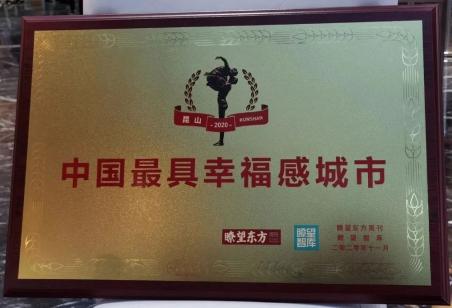 昆山
-2020-
KUNSHAN
中国最具幸福感城市
瞭望东方
瞭望智库
瞭望东方周刊
瞭望智库
二〇二〇年十一月